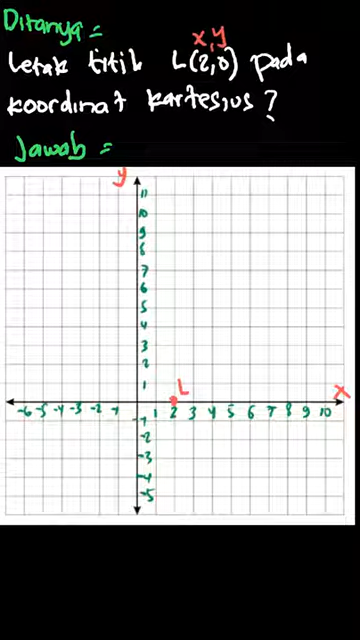 Ditanya =
x,y
Letak titik L(2,0) pada
koordinat kartesius ?
Jawab =
y
11
10
9
8
7
6
5
4
3
2
1
L
x
-6 -5 -4 -3 -2 -1 1 2 3 4 5 6 7 8 9 10
-1
-2
-3
-4
-5